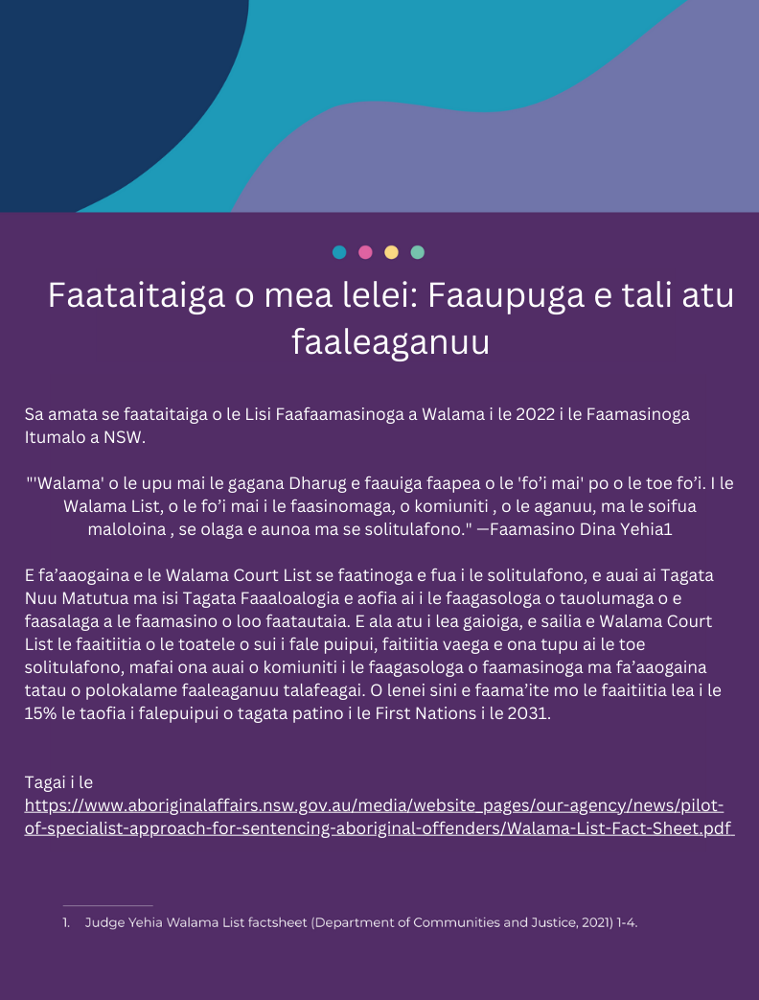 Faataitaiga o mea lelei: Faaupuga e tali atu
faaleaganuu
Sa amata se faataitaiga o le Lisi Faafaamasinoga a Walama i le 2022 i le Faamasinoga
Itumalo a NSW.
"'Walama' o le upu mai le gagana Dharug e faauiga faapea o le 'fo’i mai' po o le toe fo’i. I le
Walama List, o le fo’i mai i le faasinomaga, o komiuniti , o le aganuu, ma le soifua
maloloina , se olaga e aunoa ma se solitulafono." —Faamasino Dina Yehia1
E fa’aaogaina e le Walama Court List se faatinoga e fua i le solitulafono, e auai ai Tagata
Nuu Matutua ma isi Tagata Faaaloalogia e aofia ai i le faagasologa o tauolumaga o e
faasalaga a le faamasino o loo faatautaia. E ala atu i lea gaioiga, e sailia e Walama Court
List le faaitiitia o le toatele o sui i fale puipui, faitiitia vaega e ona tupu ai le toe
solitulafono, mafai ona auai o komiuniti i le faagasologa o faamasinoga ma fa’aaogaina
tatau o polokalame faaleaganuu talafeagai. O lenei sini e faama’ite mo le faaitiitia lea i le
15% le taofia i falepuipui o tagata patino i le First Nations i le 2031.
Tagai i le
https://www.aboriginalaffairs.nsw.gov.au/media/website_pages/our-agency/news/pilot-
of-specialist-approach-for-sentencing-aboriginal-offenders/Walama-List-Fact-Sheet.pdf
1. Judge Yehia Walama List factsheet (Department of Communities and Justice, 2021) 1-4.